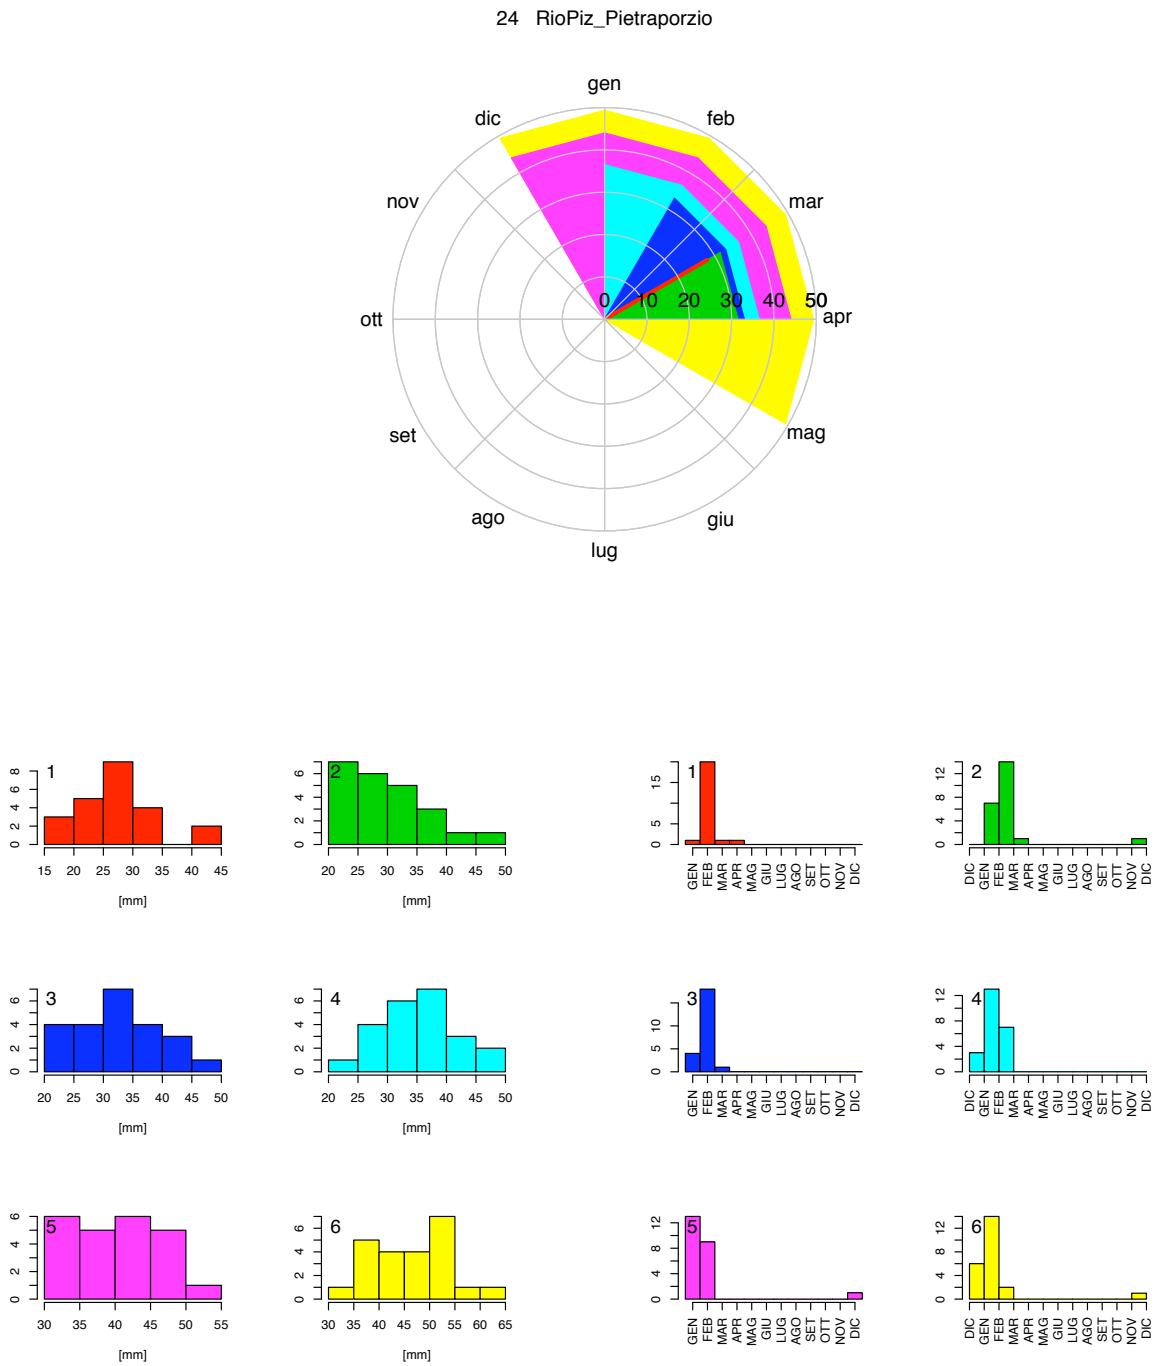 24 RioPiz_Pietraporzio
gen
dic
feb
nov
mar
0 10 20 30 40 50
ott
apr
set
mag
ago
giu
lug
1
0 2 4 6 8
15 20 25 30 35 40 45
[mm]
2
0 2 4 6
20 25 30 35 40 45 50
[mm]
1
0 5 15
GEN FEB MAR APR MAG GIU LUG AGO SET OTT NOV DIC
2
0 4 8 12
DIC GEN FEB MAR APR MAG GIU LUG AGO SET OTT NOV DIC
3
0 2 4 6
20 25 30 35 40 45 50
[mm]
4
0 2 4 6
20 25 30 35 40 45 50
[mm]
3
0 5 10
GEN FEB MAR APR MAG GIU LUG AGO SET OTT NOV DIC
4
0 4 8 12
DIC GEN FEB MAR APR MAG GIU LUG AGO SET OTT NOV DIC
5
0 2 4 6
30 35 40 45 50 55
[mm]
6
0 2 4 6
30 35 40 45 50 55 60 65
[mm]
5
0 4 8 12
GEN FEB MAR APR MAG GIU LUG AGO SET OTT NOV DIC
6
0 4 8 12
DIC GEN FEB MAR APR MAG GIU LUG AGO SET OTT NOV DIC